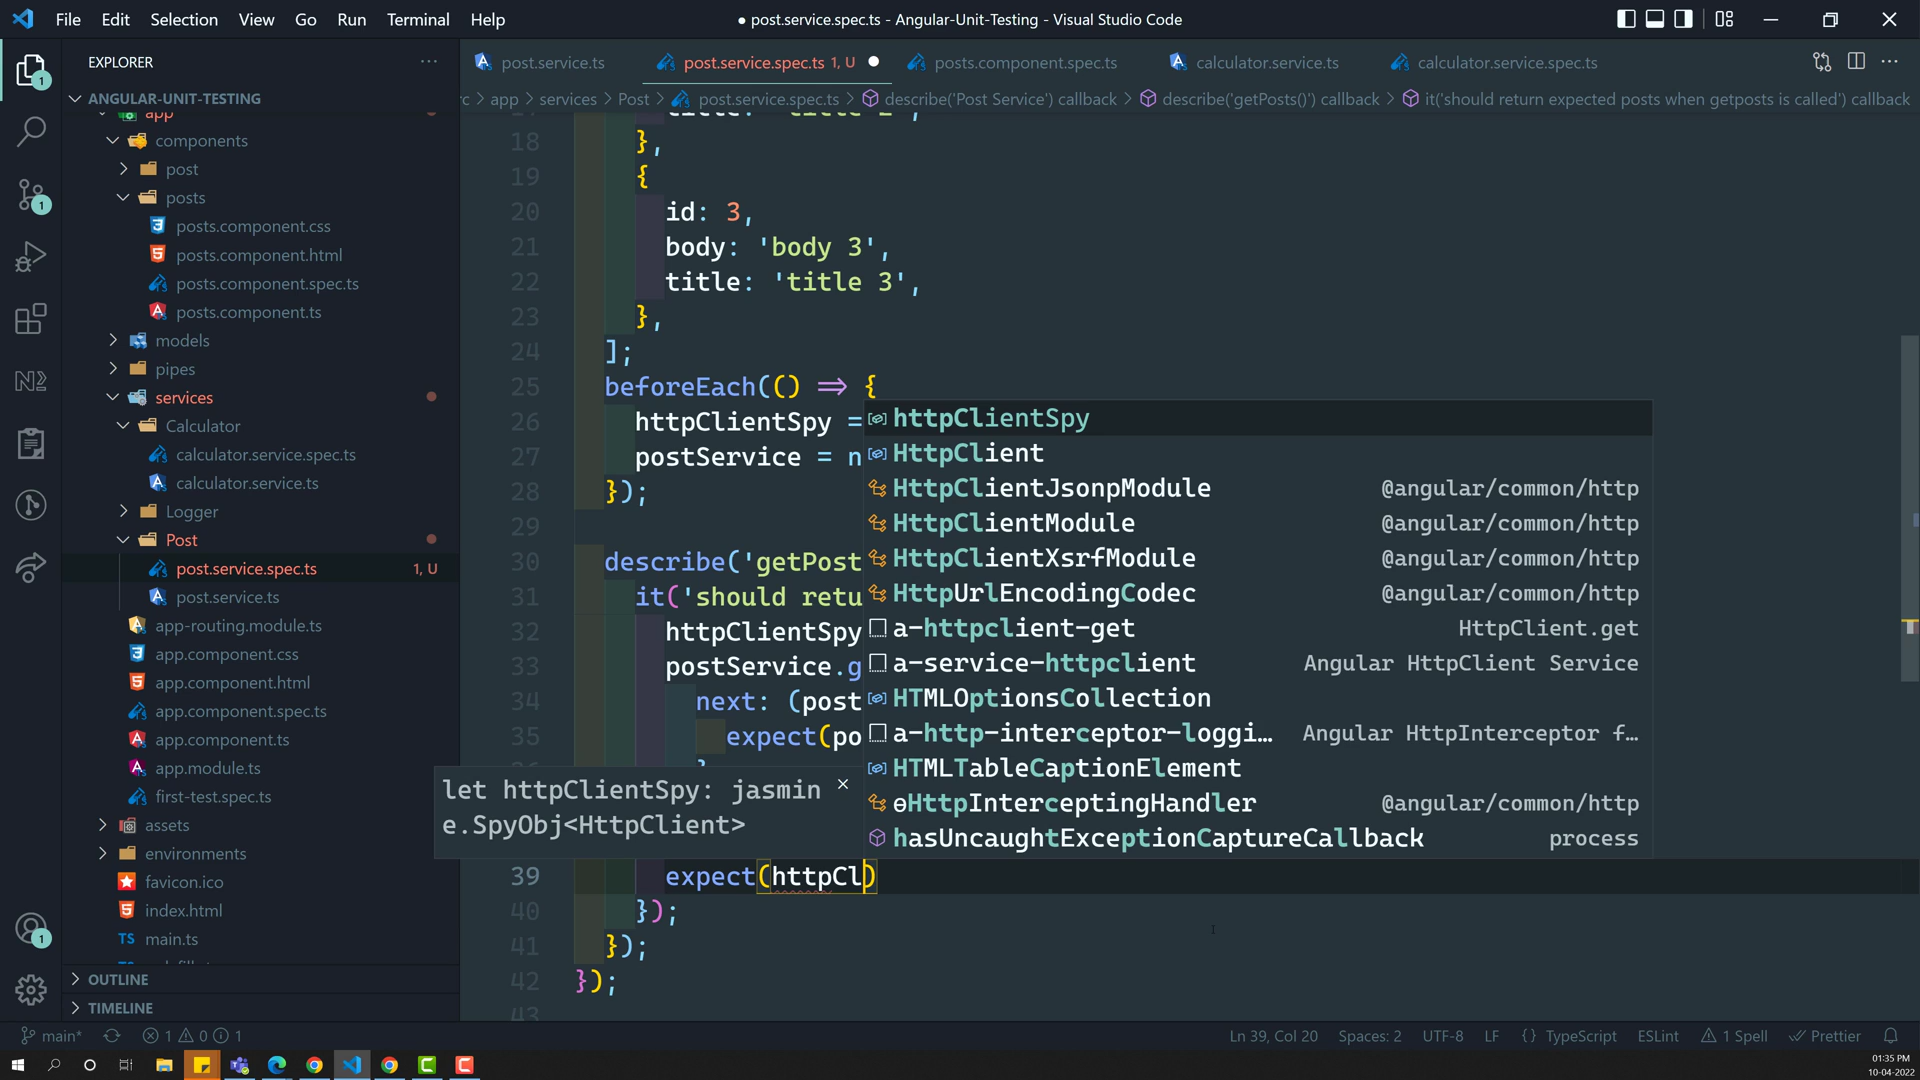 File Edit Selection View Go Run Terminal Help
● post.service.spec.ts - Angular-Unit-Testing - Visual Studio Code
EXPLORER
ANGULAR-UNIT-TESTING
app
components
post
posts
posts.component.css
posts.component.html
posts.component.spec.ts
posts.component.ts
models
pipes
services
Calculator
calculator.service.spec.ts
calculator.service.ts
Logger
Post
post.service.spec.ts 1, U
post.service.ts
app-routing.module.ts
app.component.css
app.component.html
app.component.spec.ts
app.component.ts
app.module.ts
first-test.spec.ts
assets
environments
favicon.ico
index.html
TS main.ts
OUTLINE
TIMELINE
post.service.ts
post.service.spec.ts 1, U ●
posts.component.spec.ts
calculator.service.ts
calculator.service.spec.ts
rc > app > services > Post > post.service.spec.ts > describe('Post Service') callback > describe('getPosts()') callback > it('should return expected posts when getposts is called') callback
18 },
19 {
20 id: 3,
21 body: 'body 3',
22 title: 'title 3',
23 },
24 ];
25 beforeEach(() ⇒ {
26 httpClientSpy =
27 postService = n
28 });
29
30 describe('getPost
31 it('should retu
32 httpClientSpy
33 postService.g
34 next: (post
35 expect(po
39 expect(httpCl)
40 });
41 });
42 });
43
httpClientSpy
HttpClient
HttpClientJsonpModule @angular/common/http
HttpClientModule @angular/common/http
HttpClientXsrfModule @angular/common/http
HttpUrlEncodingCodec @angular/common/http
a-httpclient-get HttpClient.get
a-service-httpclient Angular HttpClient Service
HTMLOptionsCollection
a-http-interceptor-loggi… Angular HttpInterceptor f…
HTMLTableCaptionElement
ɵHttpInterceptingHandler @angular/common/http
hasUncaughtExceptionCaptureCallback process
let httpClientSpy: jasmin
e.SpyObj<HttpClient>
main* 1 0 1
Ln 39, Col 20 Spaces: 2 UTF-8 LF {} TypeScript ESLint 1 Spell Prettier
01:35 PM
10-04-2022